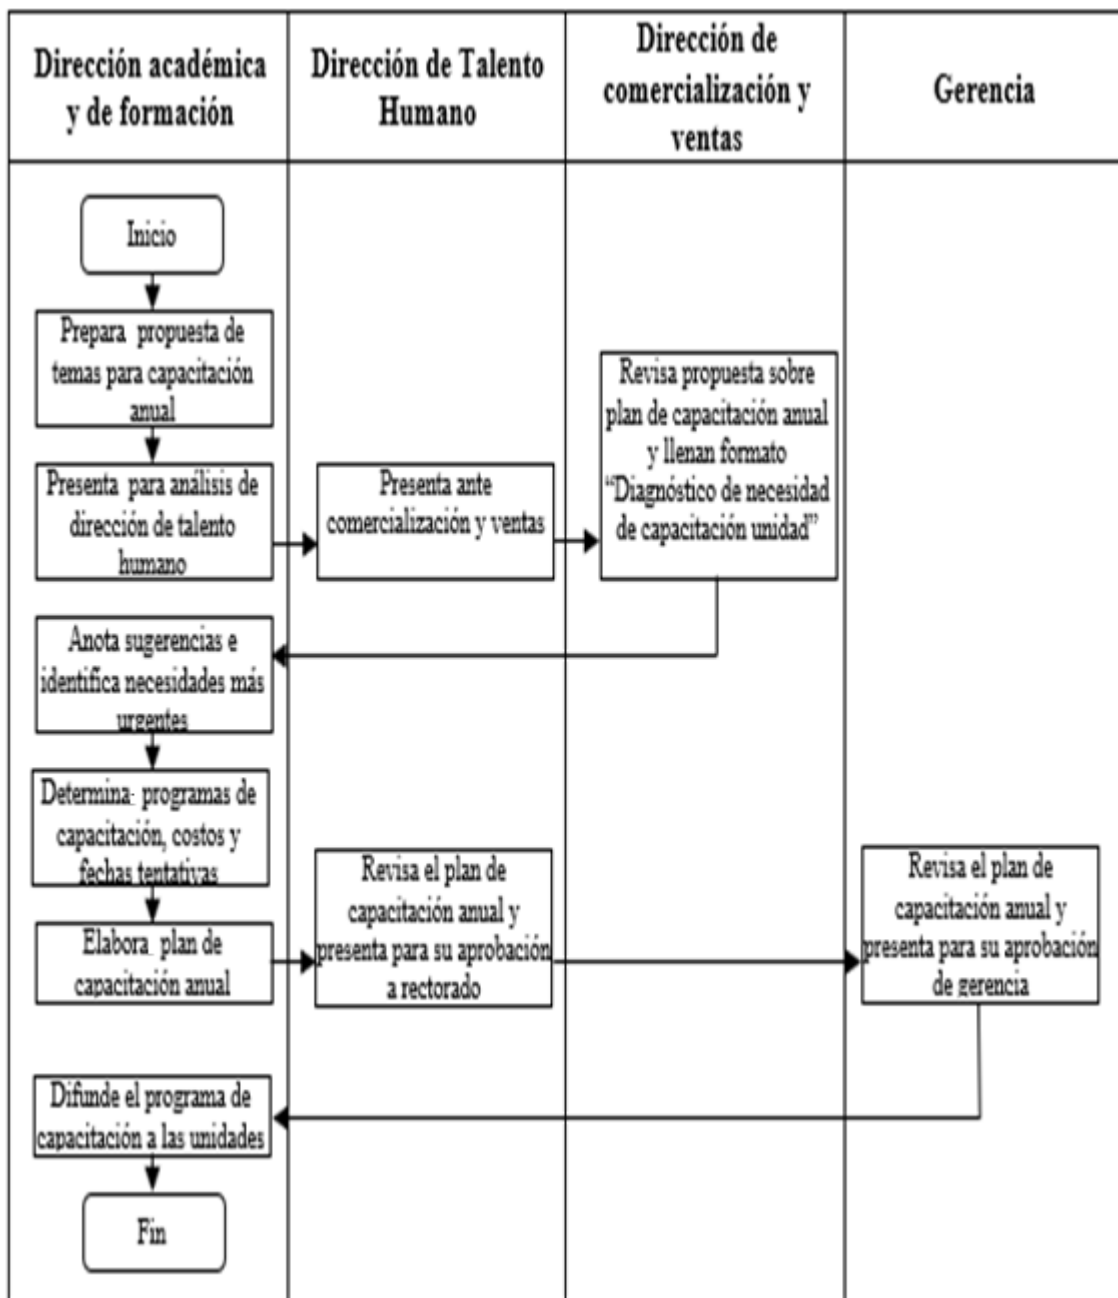 Dirección académica
y de formación
Dirección de Talento
Humano
Dirección de
comercialización y
ventas
Gerencia
Inicio
Prepara propuesta de
temas para capacitación
anual
Presenta para análisis de
dirección de talento
humano
Presenta ante
comercialización y ventas
Revisa propuesta sobre
plan de capacitación anual
y llenan formato
“Diagnóstico de necesidad
de capacitación unidad”
Anota sugerencias e
identifica necesidades más
urgentes
Determina: programas de
capacitación, costos y
fechas tentativas
Elabora plan de
capacitación anual
Revisa el plan de
capacitación anual y
presenta para su aprobación
a rectorado
Revisa el plan de
capacitación anual y
presenta para su aprobación
de gerencia
Difunde el programa de
capacitación a las unidades
Fin